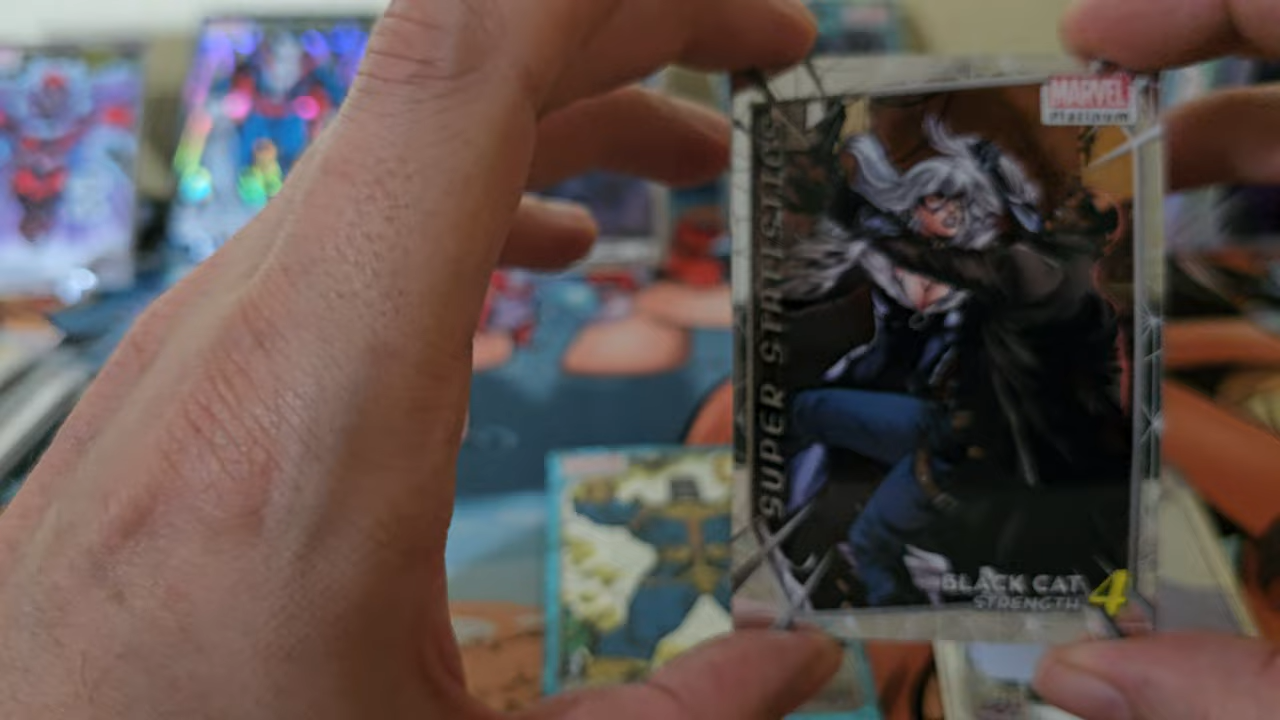 MARVEL
Platinum
SUPER STATISTICS
BLACK CAT
STRENGTH
4